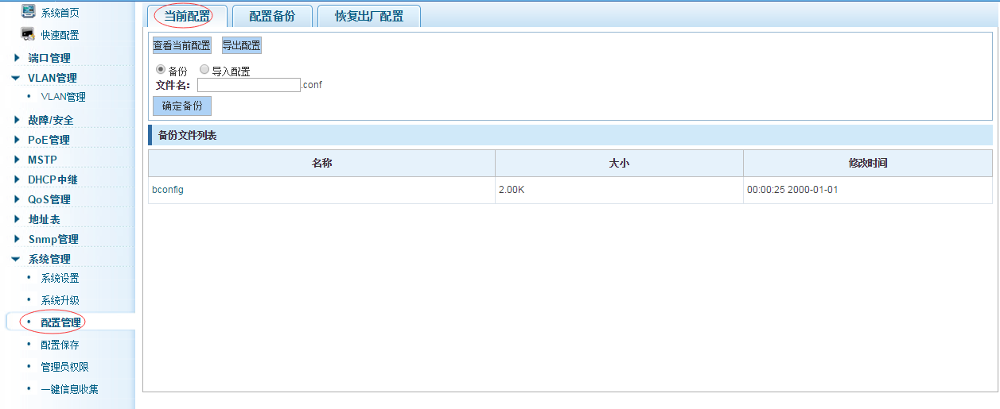 系统首页
快速配置
端口管理
VLAN管理
VLAN管理
故障/安全
PoE管理
MSTP
DHCP中继
QoS管理
地址表
Snmp管理
系统管理
系统设置
系统升级
配置管理
配置保存
管理员权限
一键信息收集
当前配置 配置备份 恢复出厂配置
查看当前配置 导出配置
备份 导入配置
文件名: .conf
确定备份
备份文件列表
名称 大小 修改时间
bconfig 2.00K 00:00:25 2000-01-01